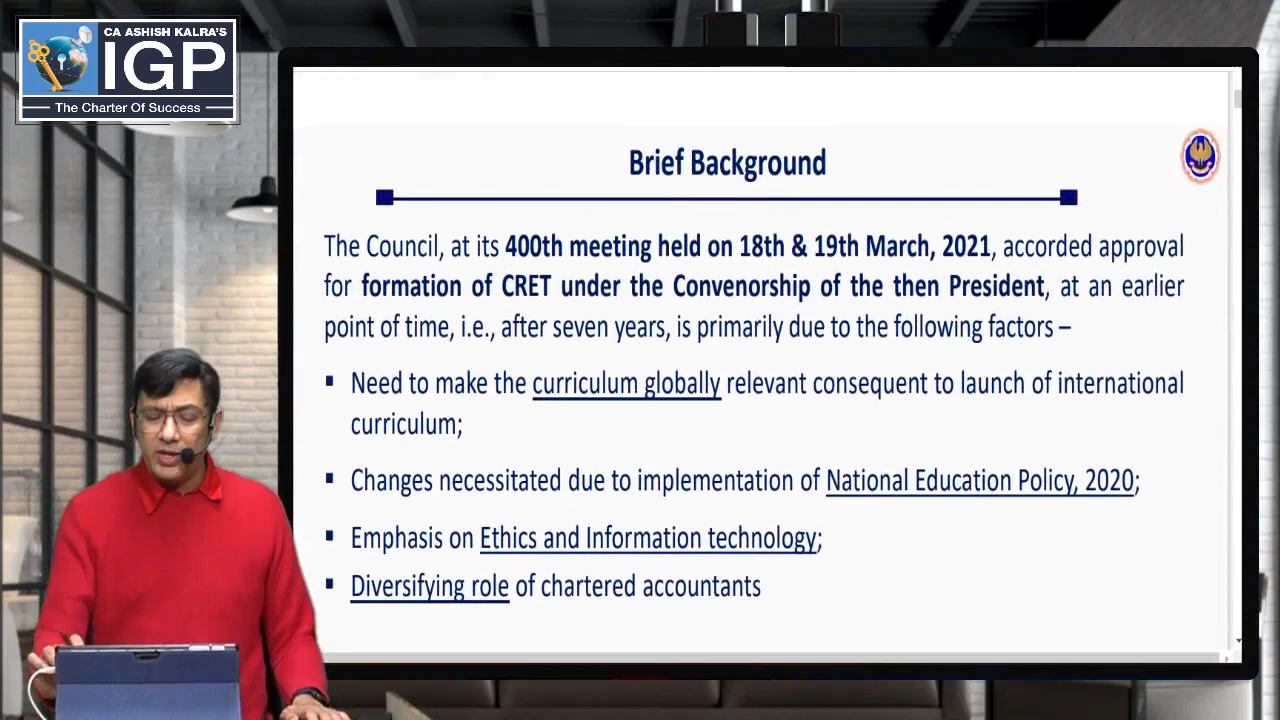 CA ASHISH KALRA'S
IGP
The Charter Of Success
Brief Background
The Council, at its 400th meeting held on 18th & 19th March, 2021, accorded approval
for formation of CRET under the Convenorship of the then President, at an earlier
point of time, i.e., after seven years, is primarily due to the following factors –
▪ Need to make the curriculum globally relevant consequent to launch of international
curriculum;
▪ Changes necessitated due to implementation of National Education Policy, 2020;
▪ Emphasis on Ethics and Information technology;
▪ Diversifying role of chartered accountants